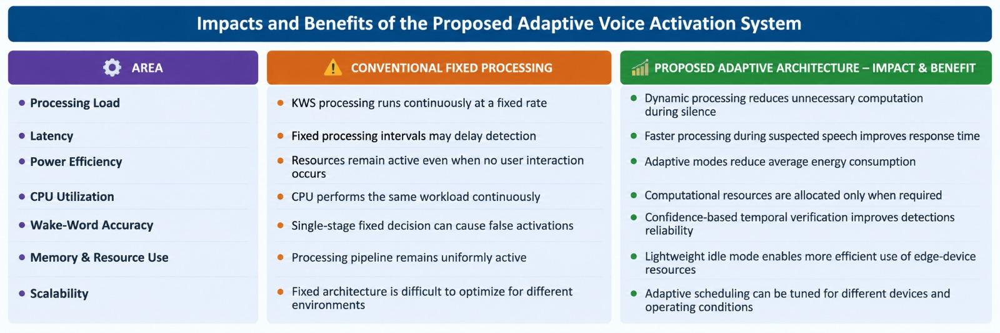 Impacts and Benefits of the Proposed Adaptive Voice Activation System
AREA
CONVENTIONAL FIXED PROCESSING
PROPOSED ADAPTIVE ARCHITECTURE – IMPACT & BENEFIT
Processing Load
KWS processing runs continuously at a fixed rate
Dynamic processing reduces unnecessary computation
during silence
Latency
Fixed processing intervals may delay detection
Faster processing during suspected speech improves response time
Power Efficiency
Resources remain active even when no user interaction
occurs
Adaptive modes reduce average energy consumption
CPU Utilization
CPU performs the same workload continuously
Computational resources are allocated only when required
Wake-Word Accuracy
Single-stage fixed decision can cause false activations
Confidence-based temporal verification improves detections
reliability
Memory & Resource Use
Processing pipeline remains uniformly active
Lightweight idle mode enables more efficient use of edge-device
resources
Scalability
Fixed architecture is difficult to optimize for different
environments
Adaptive scheduling can be tuned for different devices and
operating conditions